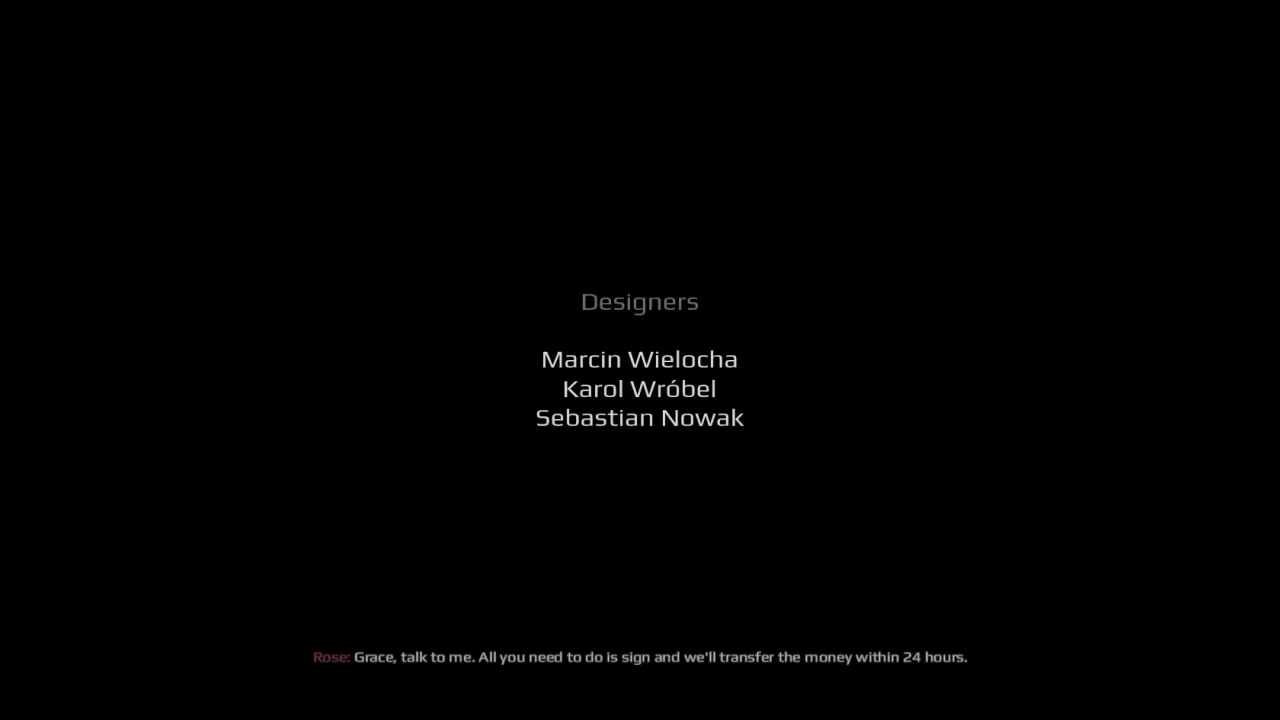 Designers
Marcin Wielocha
Karol Wróbel
Sebastian Nowak
Rose: Grace, talk to me. All you need to do is sign and we'll transfer the money within 24 hours.